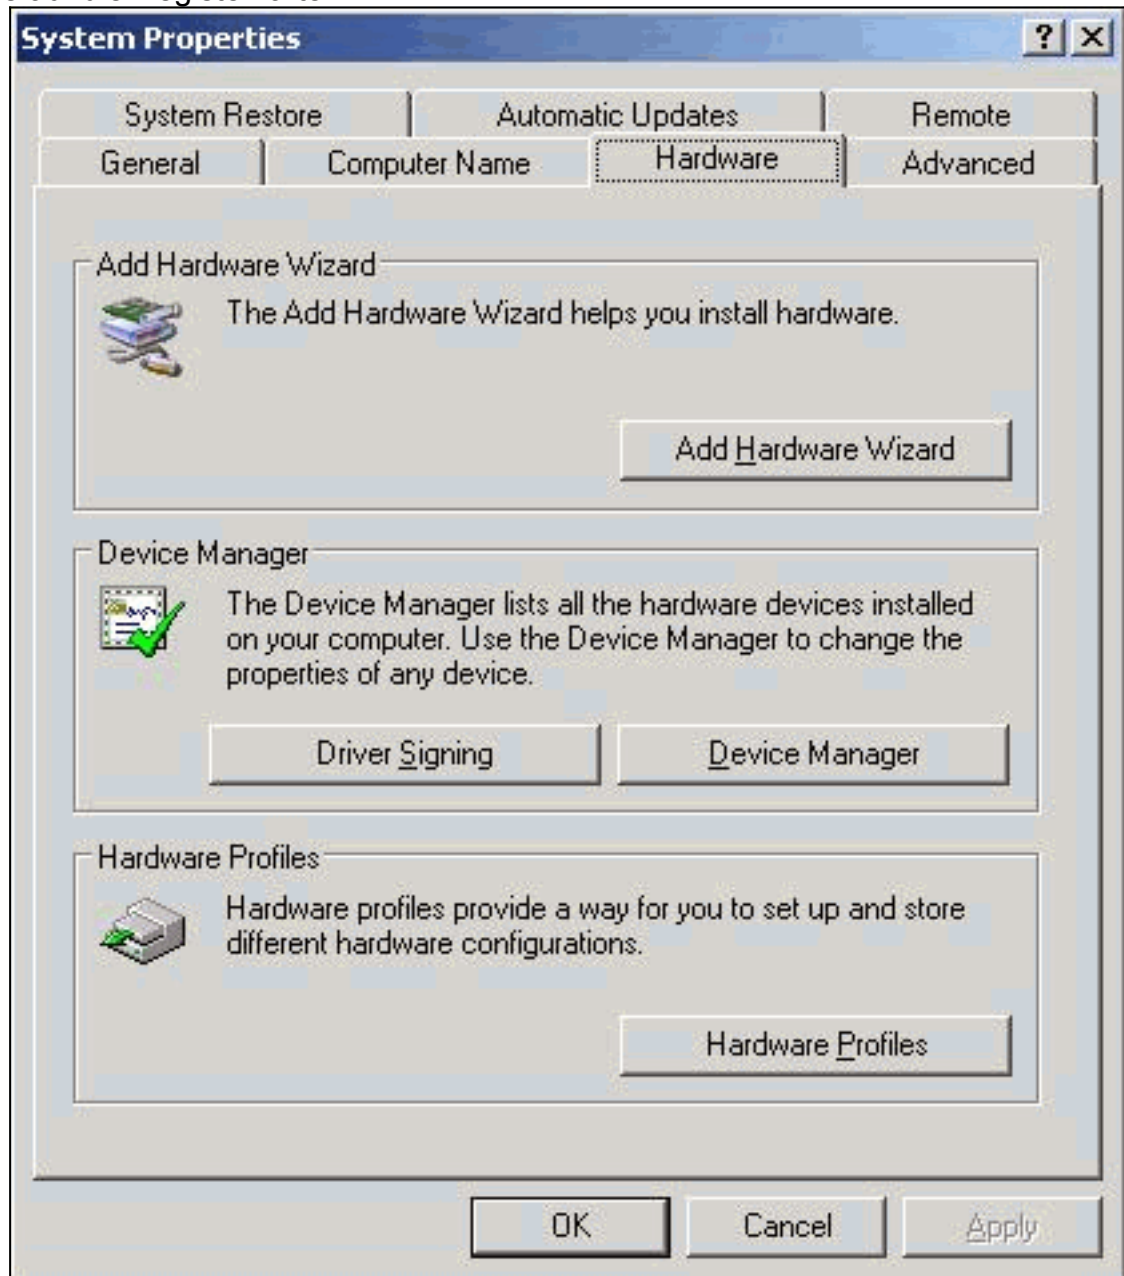 System Properties
System Restore Automatic Updates Remote
General Computer Name Hardware Advanced
Add Hardware Wizard
The Add Hardware Wizard helps you install hardware.
Add Hardware Wizard
Device Manager
The Device Manager lists all the hardware devices installed
on your computer. Use the Device Manager to change the
properties of any device.
Driver Signing Device Manager
Hardware Profiles
Hardware profiles provide a way for you to set up and store
different hardware configurations.
Hardware Profiles
OK Cancel Apply